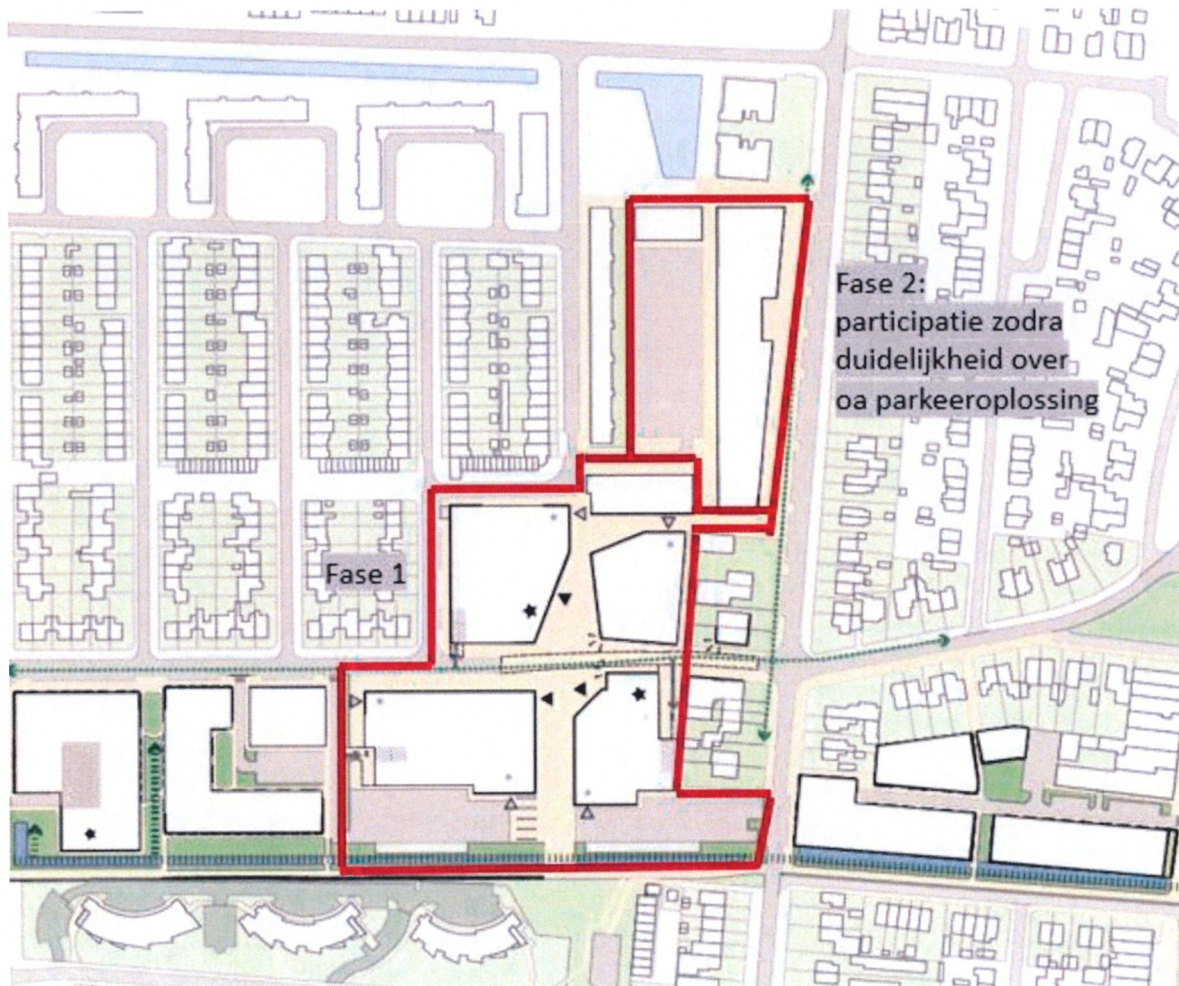 Fase 2:
participatie zodra
duidelijkheid over
oa parkeeroplossing
Fase 1